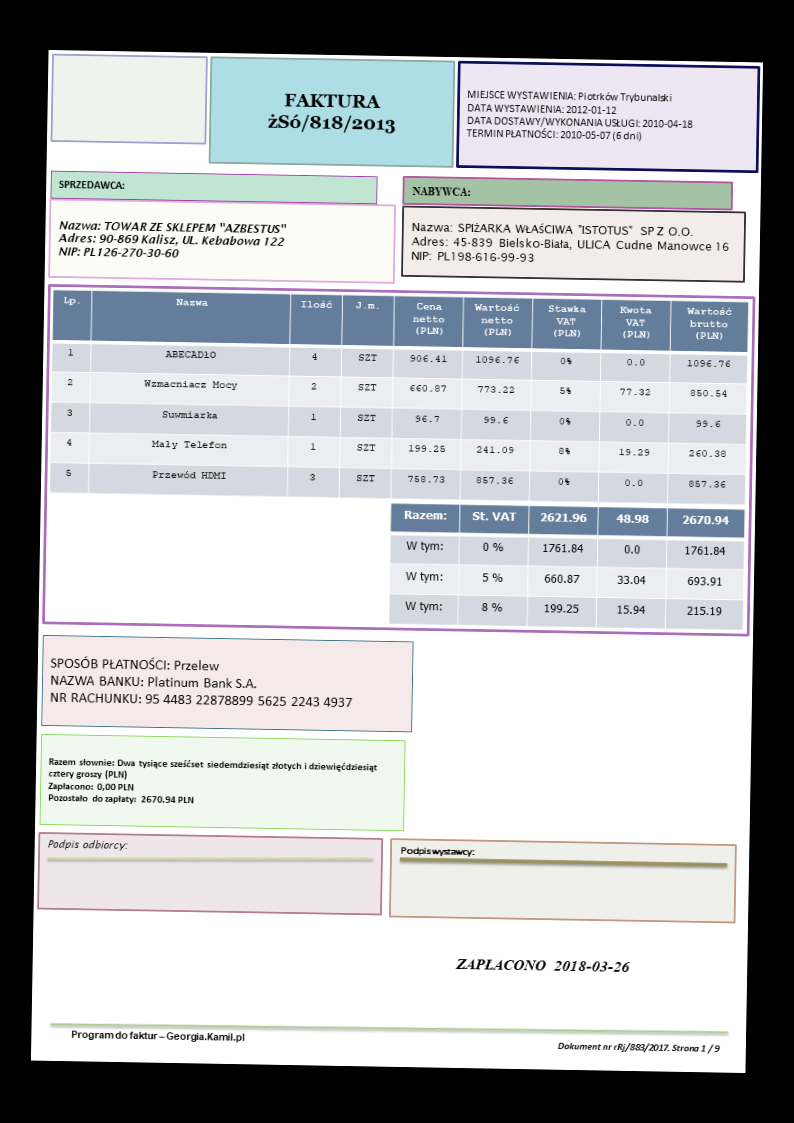 FAKTURA
żSó/818/2013
MIEJSCE WYSTAWIENIA: Piotrków Trybunalski
DATA WYSTAWIENIA: 2012-01-12
DATA DOSTAWY/WYKONANIA USŁUGI: 2010-04-18
TERMIN PŁATNOŚCI: 2010-05-07 (6 dni)
SPRZEDAWCA:
Nazwa: TOWAR ZE SKLEPEM "AZBESTUS"
Adres: 90-869 Kalisz, UL. Kebabowa 122
NIP: PL126-270-30-60
NABYWCA:
Nazwa: SPIŻARKA WŁAŚCIWA "ISTOTUS" SP Z O.O.
Adres: 45-839 Bielsko-Biała, ULICA Cudne Manowce 16
NIP: PL198-616-99-93
Lp. Nazwa Ilość J.m. Cena netto (PLN) Wartość netto (PLN) Stawka VAT (PLN) Kwota VAT (PLN) Wartość brutto (PLN)
1 ABECADŁO 4 SZT 906.41 1096.76 0% 0.0 1096.76
2 Wzmacniacz Mocy 2 SZT 660.87 773.22 5% 77.32 850.54
3 Suwmiarka 1 SZT 96.7 99.6 0% 0.0 99.6
4 Mały Telefon 1 SZT 199.25 241.09 8% 19.29 260.38
5 Przewód HDMI 3 SZT 758.73 857.36 0% 0.0 857.36
Razem: St. VAT 2621.96 48.98 2670.94
W tym: 0 % 1761.84 0.0 1761.84
W tym: 5 % 660.87 33.04 693.91
W tym: 8 % 199.25 15.94 215.19
SPOSÓB PŁATNOŚCI: Przelew
NAZWA BANKU: Platinum Bank S.A.
NR RACHUNKU: 95 4483 22878899 5625 2243 4937
Razem słownie: Dwa tysiące sześćset siedemdziesiąt złotych i dziewięćdziesiąt
cztery groszy (PLN)
Zapłacono: 0,00 PLN
Pozostało do zapłaty: 2670.94 PLN
Podpis odbiorcy:
Podpis wystawcy:
ZAPŁACONO 2018-03-26
Program do faktur – Georgia.Kamil.pl
Dokument nr rRj/883/2017. Strona 1 / 9